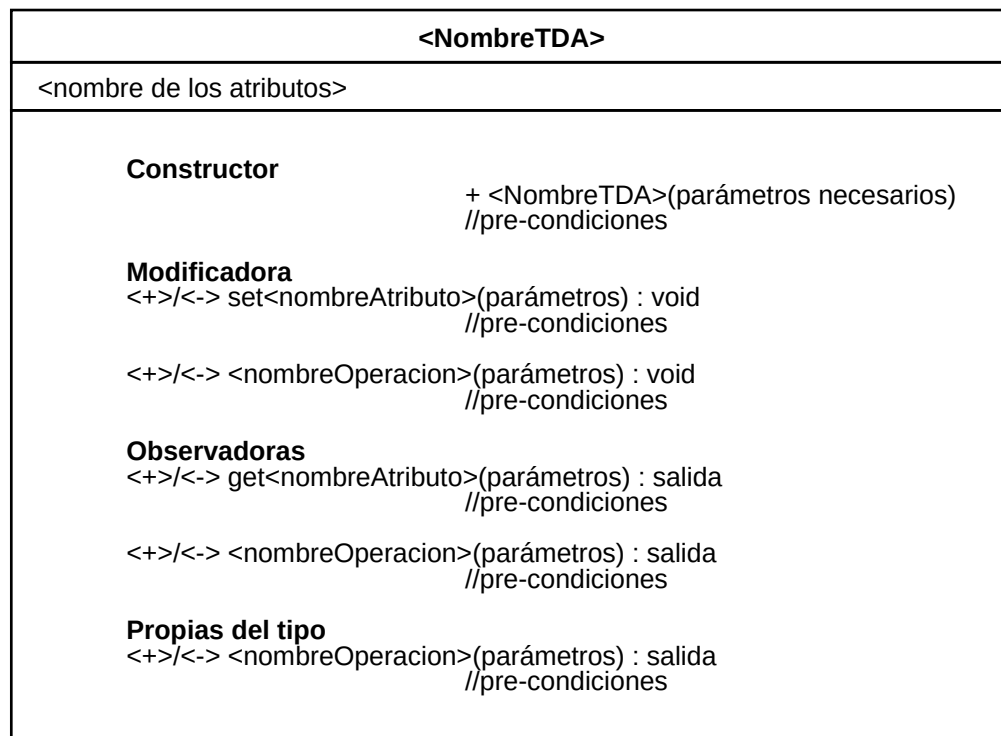 <NombreTDA>
<nombre de los atributos>
Constructor
+ <NombreTDA>(parámetros necesarios)
//pre-condiciones
Modificadora
<+>/<-> set<nombreAtributo>(parámetros) : void
//pre-condiciones
<+>/<-> <nombreOperacion>(parámetros) : void
//pre-condiciones
Observadoras
<+>/<-> get<nombreAtributo>(parámetros) : salida
//pre-condiciones
<+>/<-> <nombreOperacion>(parámetros) : salida
//pre-condiciones
Propias del tipo
<+>/<-> <nombreOperacion>(parámetros) : salida
//pre-condiciones